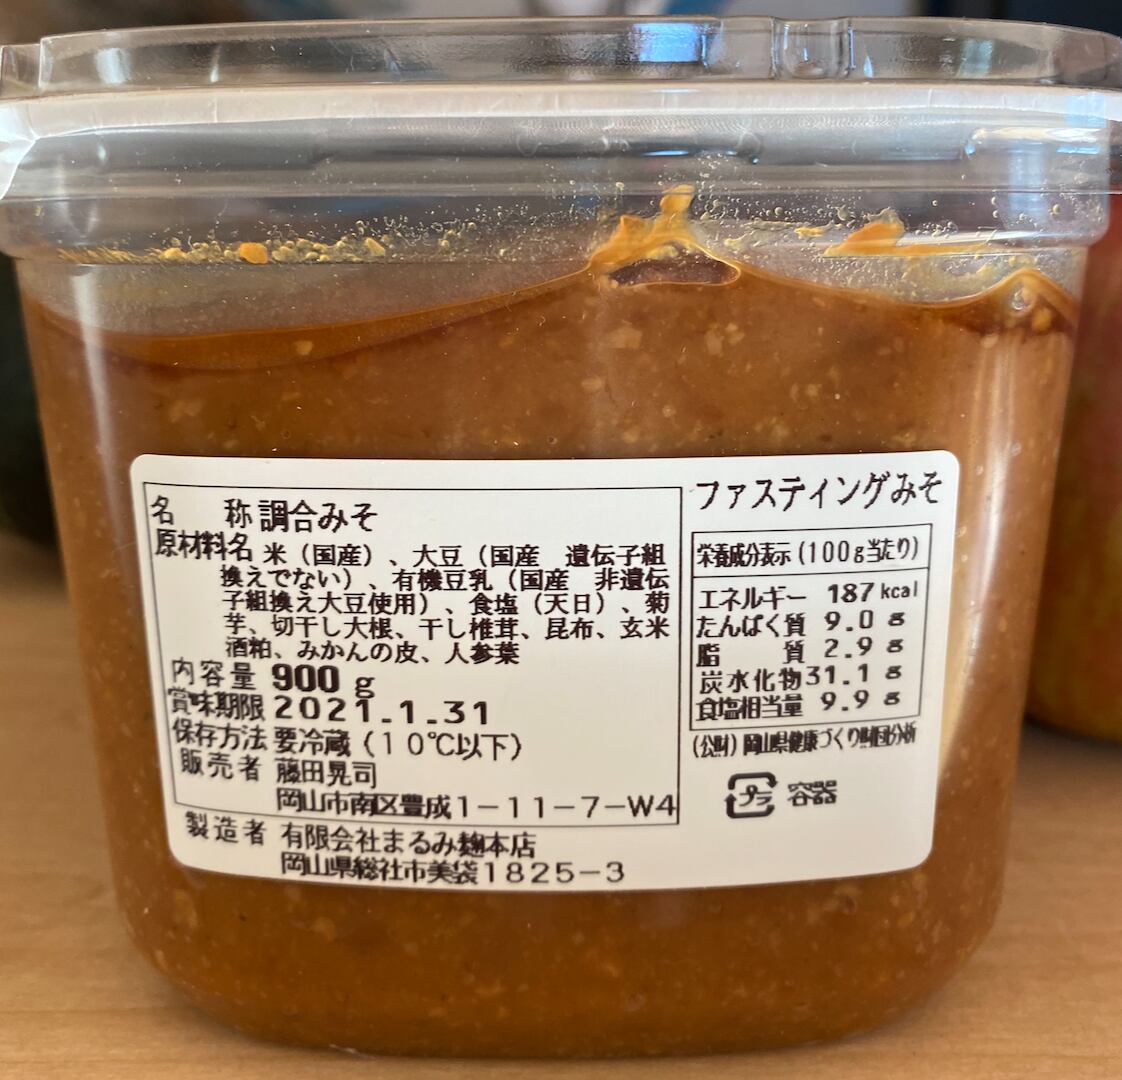 名　称 調合みそ
原材料名 米（国産）、大豆（国産　遺伝子組
換えでない）、有機豆乳（国産　非遺伝
子組換え大豆使用）、食塩（天日）、菊
芋、切干し大根、干し椎茸、昆布、玄米
酒粕、みかんの皮、人参葉
内容量 900 g
賞味期限 2021.1.31
保存方法 要冷蔵（10℃以下）
販売者 藤田晃司
岡山市南区豊成1－11－7－W4
製造者 有限会社まるみ麹本店
岡山県総社市美袋1825－3
ファスティングみそ
栄養成分表示（100g当たり）
エネルギー 187kcal
たんぱく質 9.0g
脂　質 2.9g
炭水化物 31.1g
食塩相当量 9.9g
（公財）岡山県健康づくり財団分析
プラ 容器